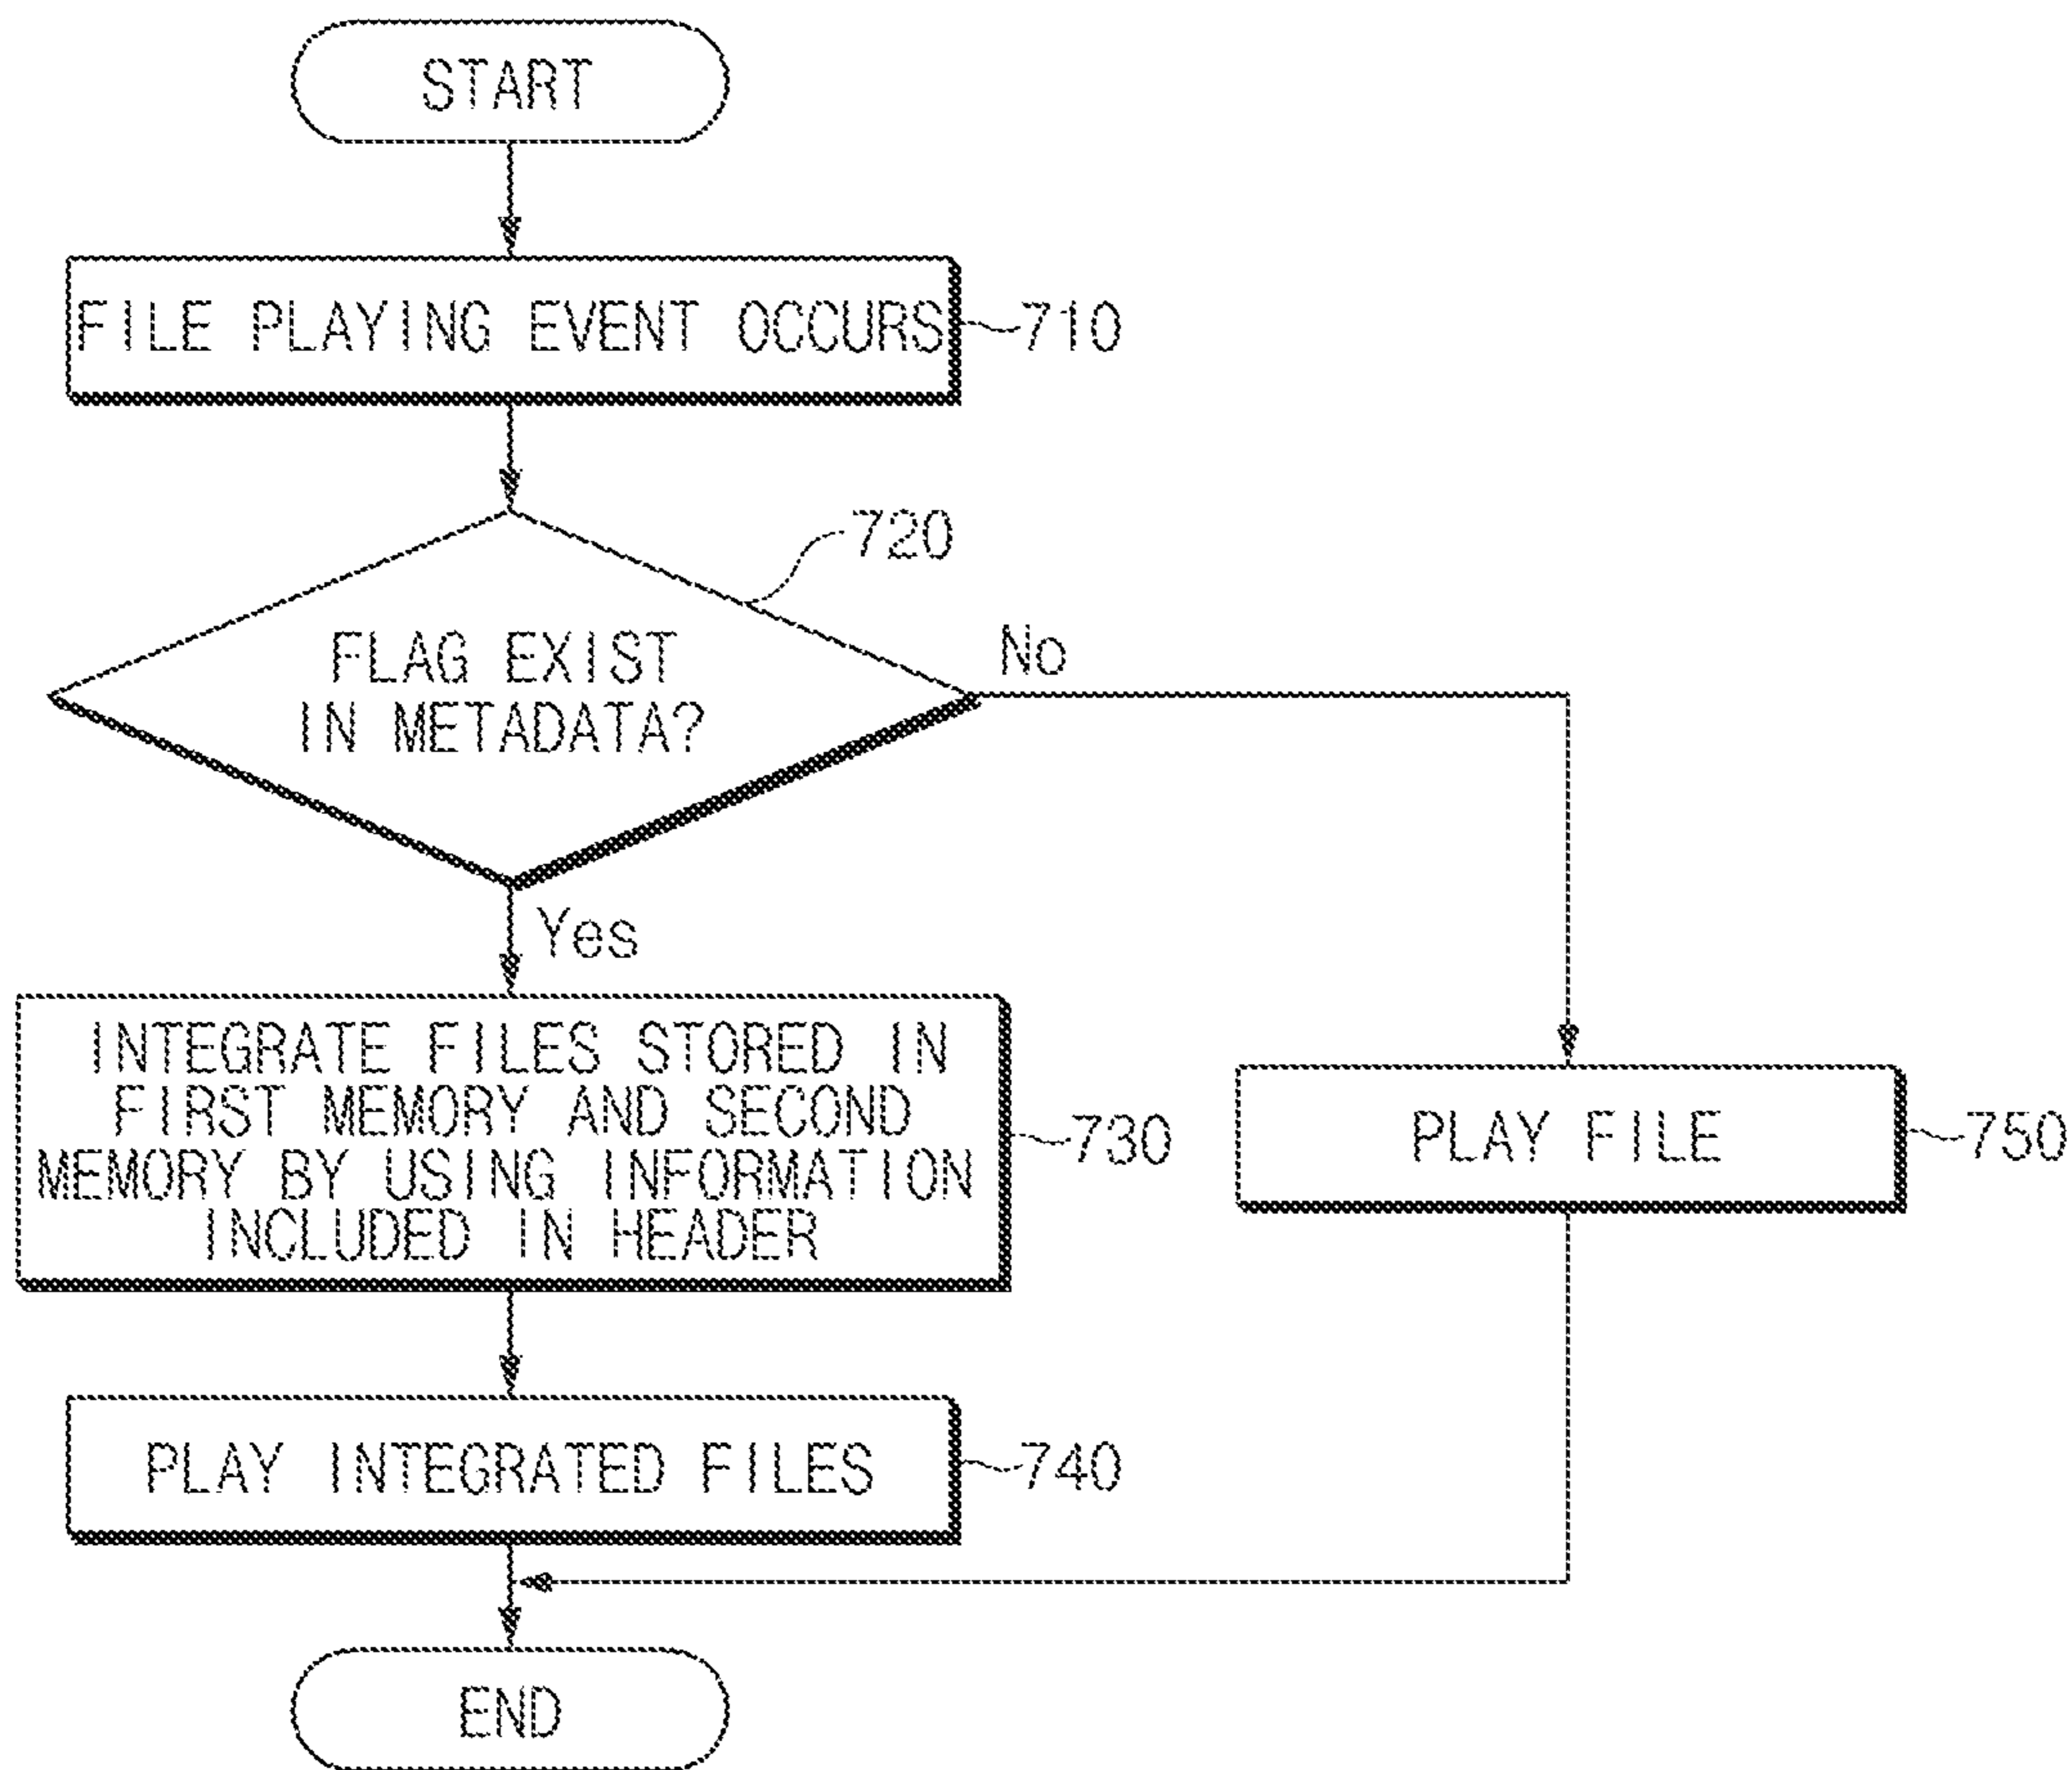 START
FILE PLAYING EVENT OCCURS
710
720
FLAG EXIST
IN METADATA?
No
Yes
INTEGRATE FILES STORED IN
FIRST MEMORY AND SECOND
MEMORY BY USING INFORMATION
INCLUDED IN HEADER
730
PLAY FILE
750
PLAY INTEGRATED FILES
740
END